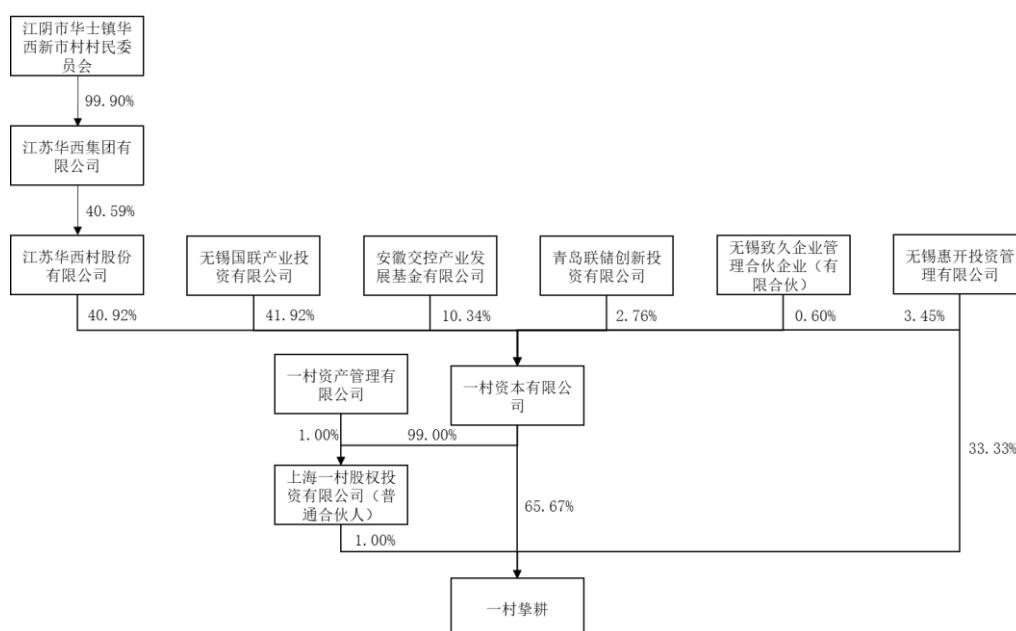 江阴市华士镇华
西新市村村民委
员会
99.90%
江苏华西集团有
限公司
40.59%
江苏华西村股份
有限公司
无锡国联产业投
资有限公司
安徽交控产业发
展基金有限公司
青岛联储创新投
资有限公司
无锡致久企业管
理合伙企业（有
限合伙）
无锡惠开投资管
理有限公司
40.92%
41.92%
10.34%
2.76%
0.60%
3.45%
一村资产管理有
限公司
一村资本有限公
司
1.00%
99.00%
33.33%
上海一村股权投
资有限公司（普
通合伙人）
65.67%
1.00%
一村挚耕